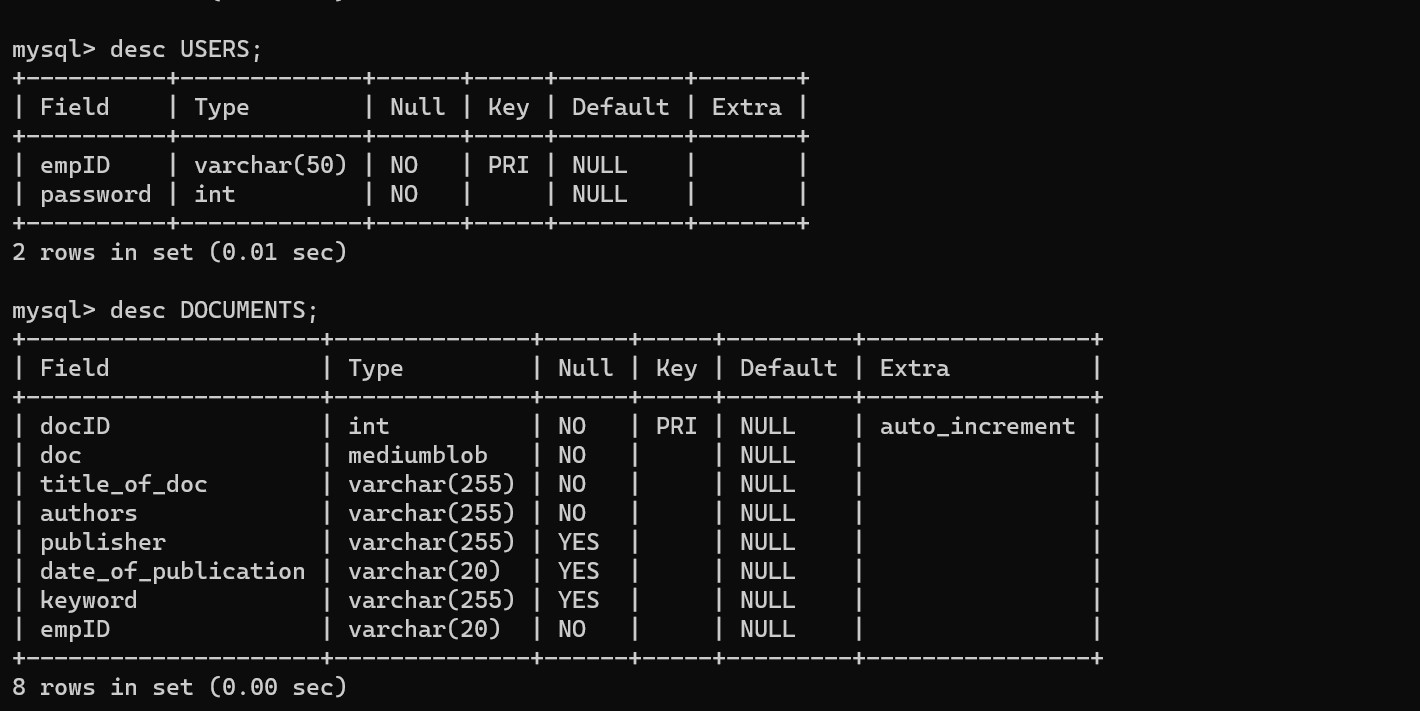 mysql> desc USERS;
+----------+-------------+------+-----+---------+-------+
| Field    | Type        | Null | Key | Default | Extra |
+----------+-------------+------+-----+---------+-------+
| empID    | varchar(50) | NO   | PRI | NULL    |       |
| password | int         | NO   |     | NULL    |       |
+----------+-------------+------+-----+---------+-------+
2 rows in set (0.01 sec)

mysql> desc DOCUMENTS;
+---------------------+--------------+------+-----+---------+----------------+
| Field               | Type         | Null | Key | Default | Extra          |
+---------------------+--------------+------+-----+---------+----------------+
| docID               | int          | NO   | PRI | NULL    | auto_increment |
| doc                 | mediumblob   | NO   |     | NULL    |                |
| title_of_doc        | varchar(255) | NO   |     | NULL    |                |
| authors             | varchar(255) | NO   |     | NULL    |                |
| publisher           | varchar(255) | YES  |     | NULL    |                |
| date_of_publication | varchar(20)  | YES  |     | NULL    |                |
| keyword             | varchar(255) | YES  |     | NULL    |                |
| empID               | varchar(20)  | NO   |     | NULL    |                |
+---------------------+--------------+------+-----+---------+----------------+
8 rows in set (0.00 sec)